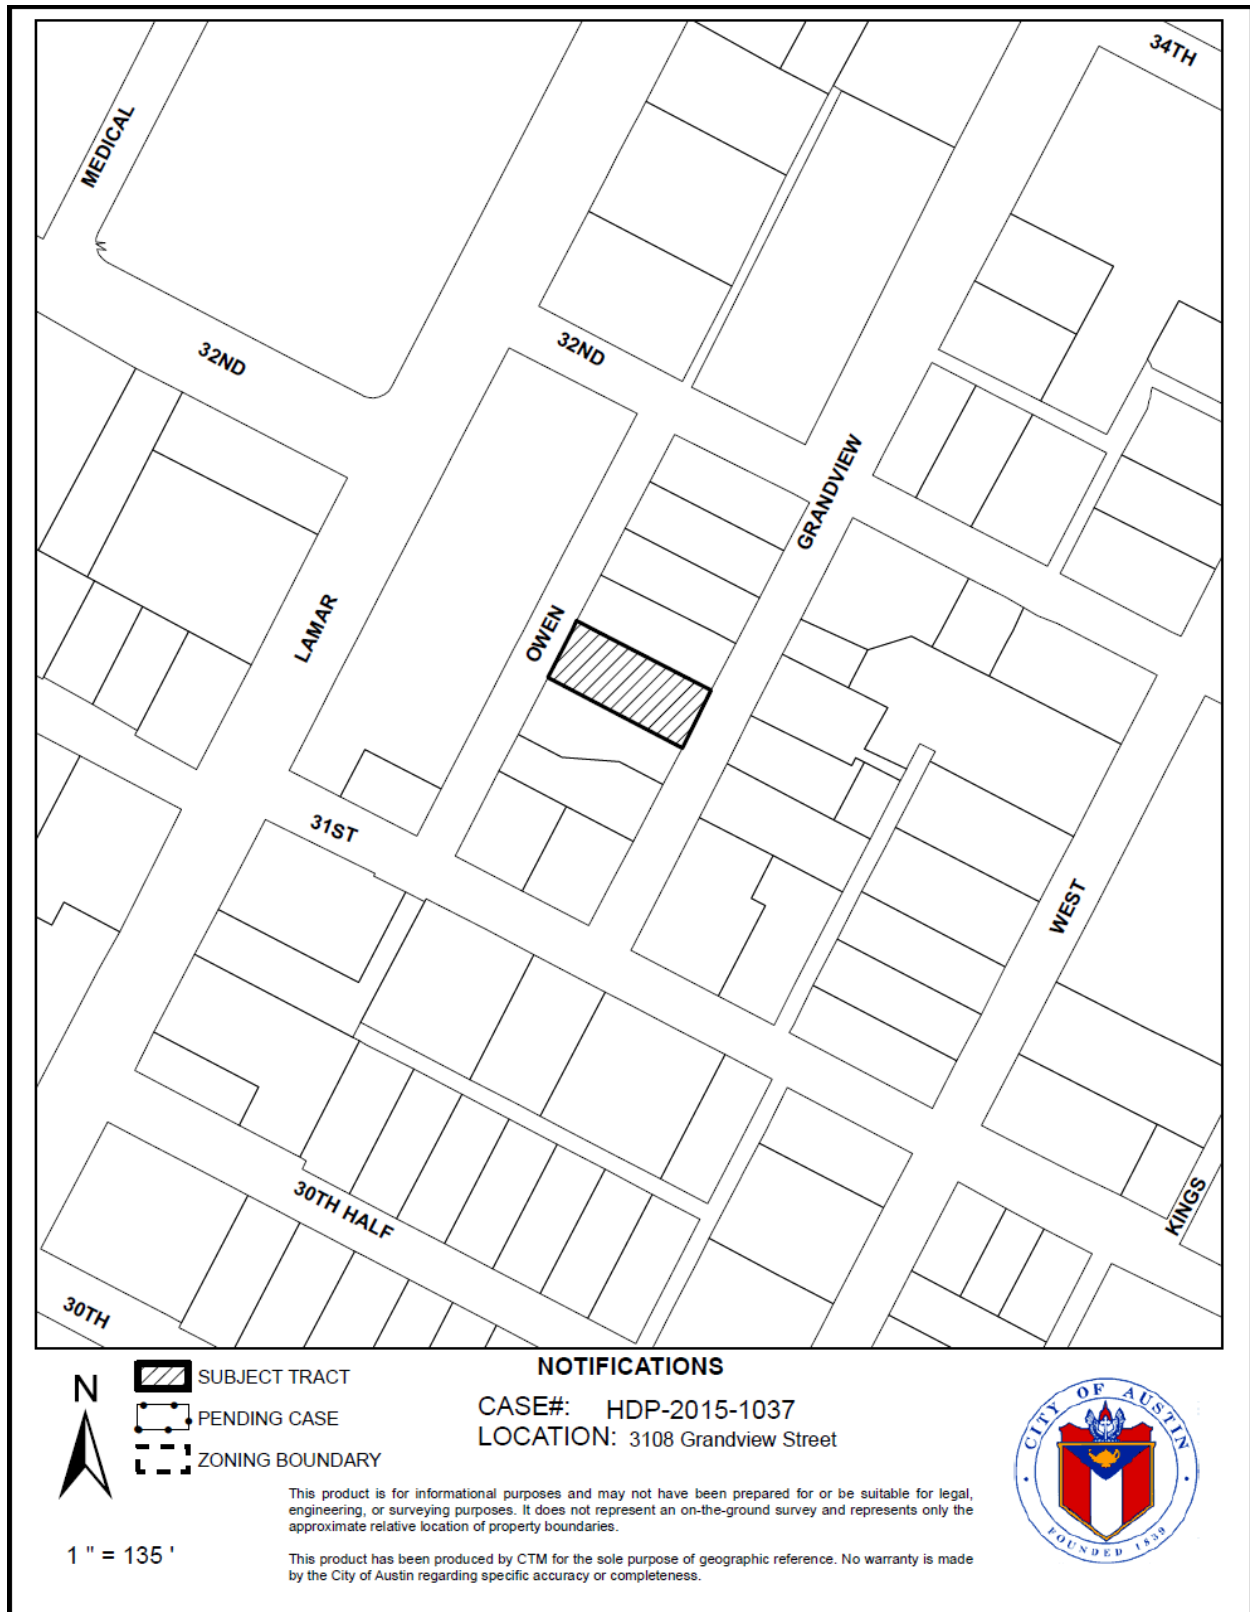 34TH
MEDICAL
32ND
32ND
GRANDVIEW
OWEN
LAMAR
31ST
WEST
KINGS
30TH HALF
30TH
N
SUBJECT TRACT
PENDING CASE
ZONING BOUNDARY
1 " = 135 '
NOTIFICATIONS
CASE#: HDP-2015-1037
LOCATION: 3108 Grandview Street
This product is for informational purposes and may not have been prepared for or be suitable for legal,
engineering, or surveying purposes. It does not represent an on-the-ground survey and represents only the
approximate relative location of property boundaries.
This product has been produced by CTM for the sole purpose of geographic reference. No warranty is made
by the City of Austin regarding specific accuracy or completeness.
CITY OF AUSTIN
FOUNDED 1839